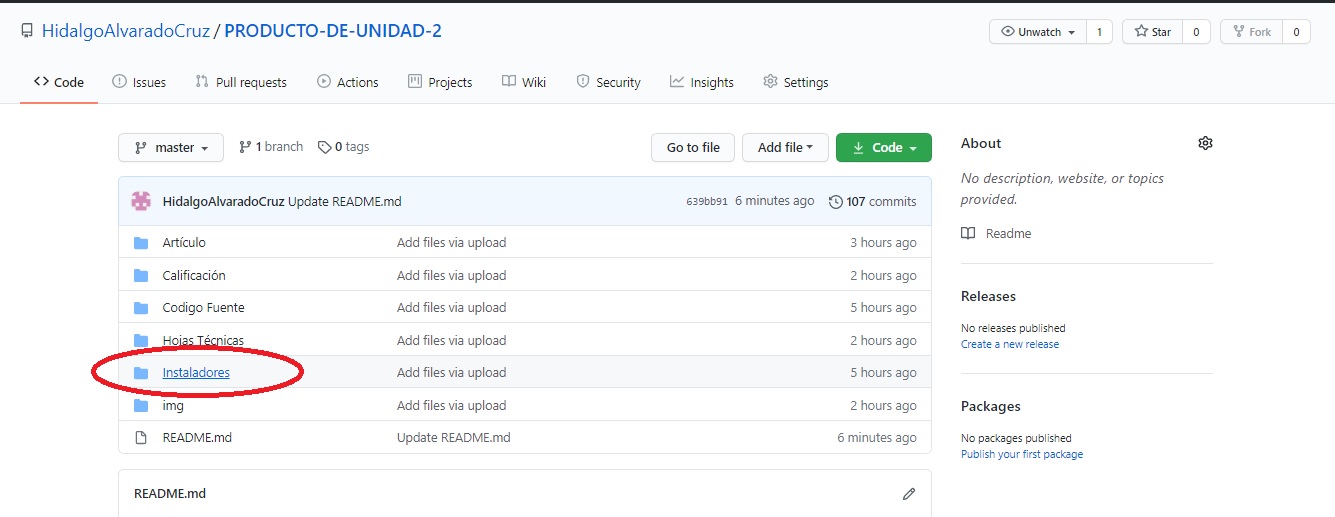 HidalgoAlvaradoCruz / PRODUCTO-DE-UNIDAD-2
Unwatch 1 Star 0 Fork 0
Code Issues Pull requests Actions Projects Wiki Security Insights Settings
master 1 branch 0 tags Go to file Add file Code
HidalgoAlvaradoCruz Update README.md 639bb91 6 minutes ago 107 commits
Artículo Add files via upload 3 hours ago
Calificación Add files via upload 2 hours ago
Codigo Fuente Add files via upload 5 hours ago
Hojas Técnicas Add files via upload 2 hours ago
Instaladores Add files via upload 5 hours ago
img Add files via upload 2 hours ago
README.md Update README.md 6 minutes ago
README.md
About
No description, website, or topics
provided.
Readme
Releases
No releases published
Create a new release
Packages
No packages published
Publish your first package